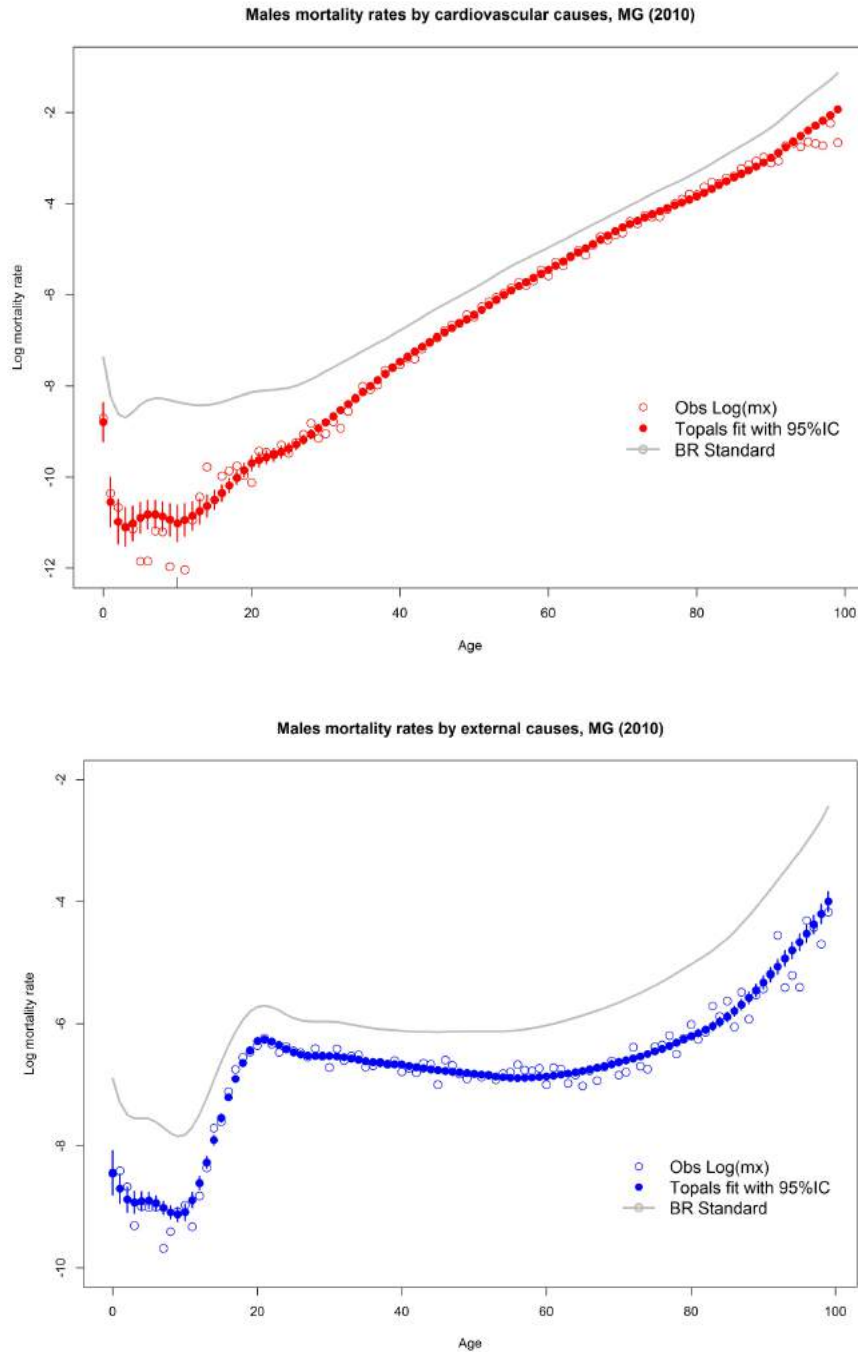 Males mortality rates by cardiovascular causes, MG (2010)
-2
-4
-6
-8
-10
-12
Log mortality rate
Obs Log(mx)
Topals fit with 95%IC
BR Standard
0 20 40 60 80 100
Age
Males mortality rates by external causes, MG (2010)
-2
-4
-6
-8
-10
Log mortality rate
Obs Log(mx)
Topals fit with 95%IC
BR Standard
0 20 40 60 80 100
Age